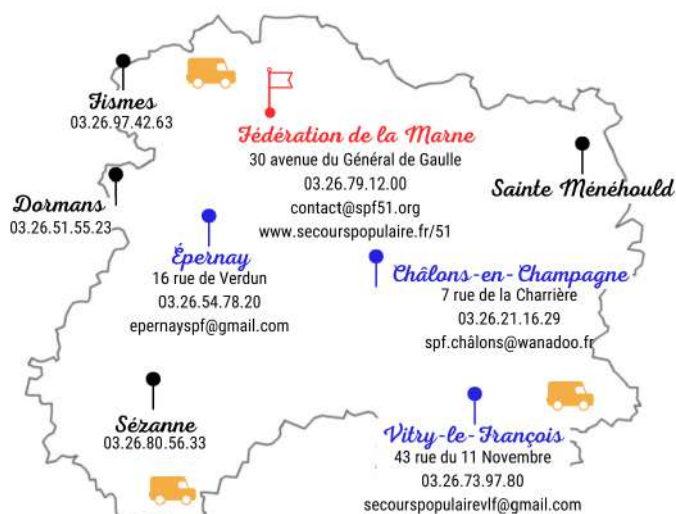 Fismes
03.26.97.42.63
Fédération de la Marne
30 avenue du Général de Gaulle
03.26.79.12.00
contact@spf51.org
www.secourspopulaire.fr/51
Sainte Ménéhould
Dormans
03.26.51.55.23
Épernay
16 rue de Verdun
03.26.54.78.20
epernayspf@gmail.com
Châlons-en-Champagne
7 rue de la Charrière
03.26.21.16.29
spf.châlons@wanadoo.fr
Sézanne
03.26.80.56.33
Vitry-le-François
43 rue du 11 Novembre
03.26.73.97.80
secourspopulairevlf@gmail.com